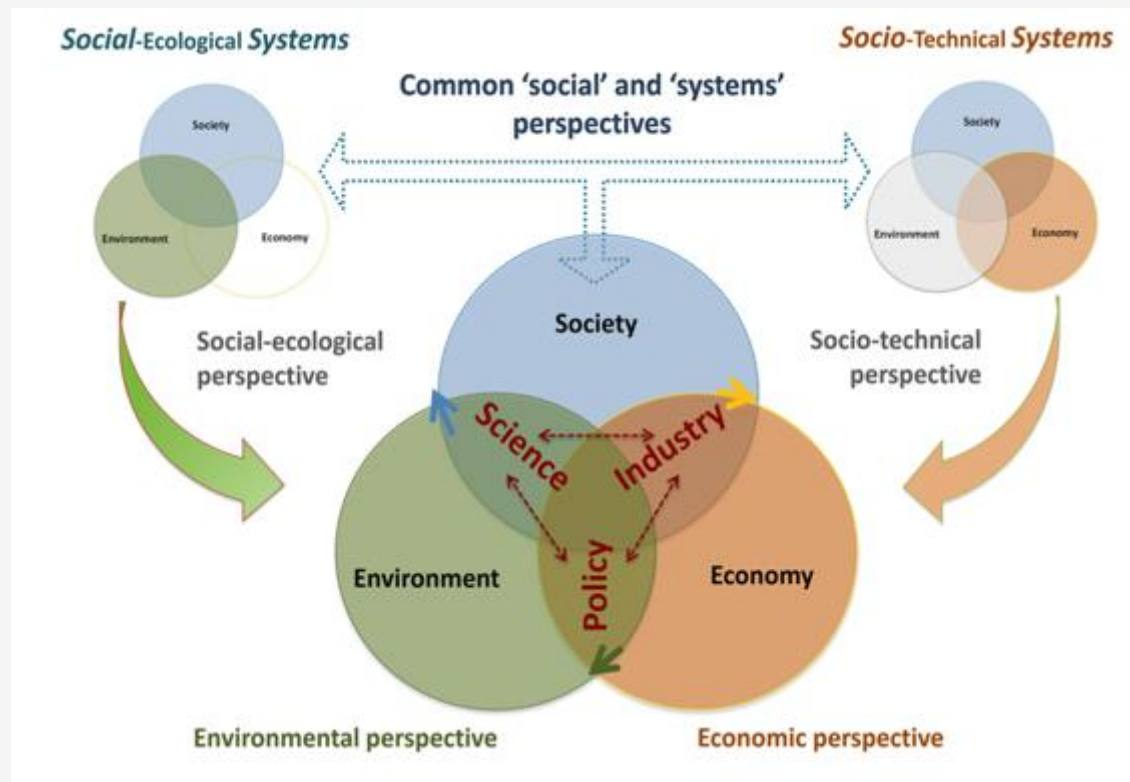 Social-Ecological Systems
Socio-Technical Systems
Common 'social' and 'systems'
perspectives
Society
Environment
Economy
Society
Environment
Economy
Social-ecological
perspective
Socio-technical
perspective
Society
Science
Industry
Policy
Environment
Economy
Environmental perspective
Economic perspective